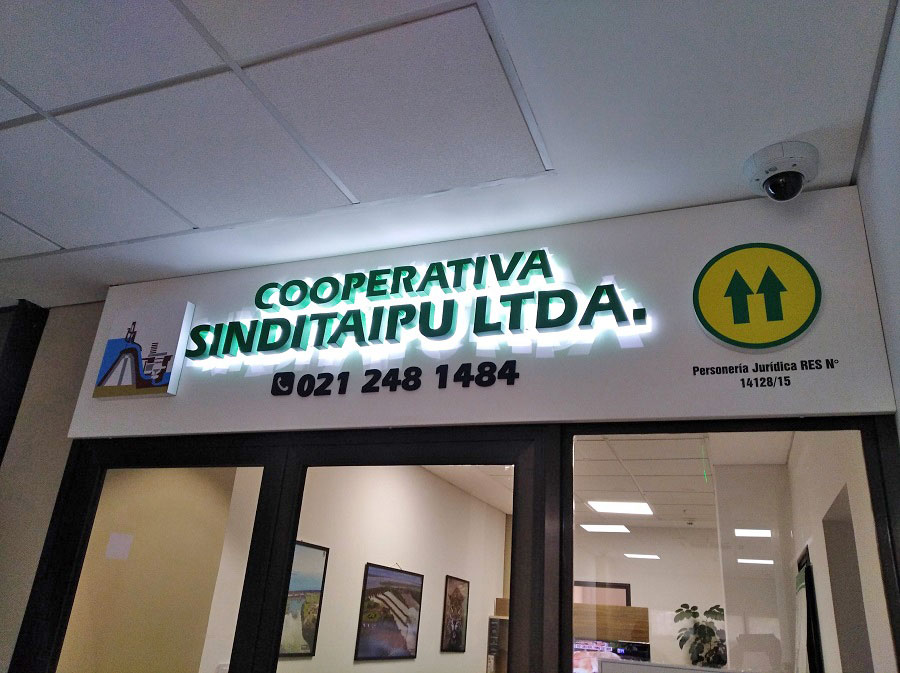 COOPERATIVA
SINDITAIPU LTDA.
021 248 1484
Personería Jurídica RES N°
14128/15